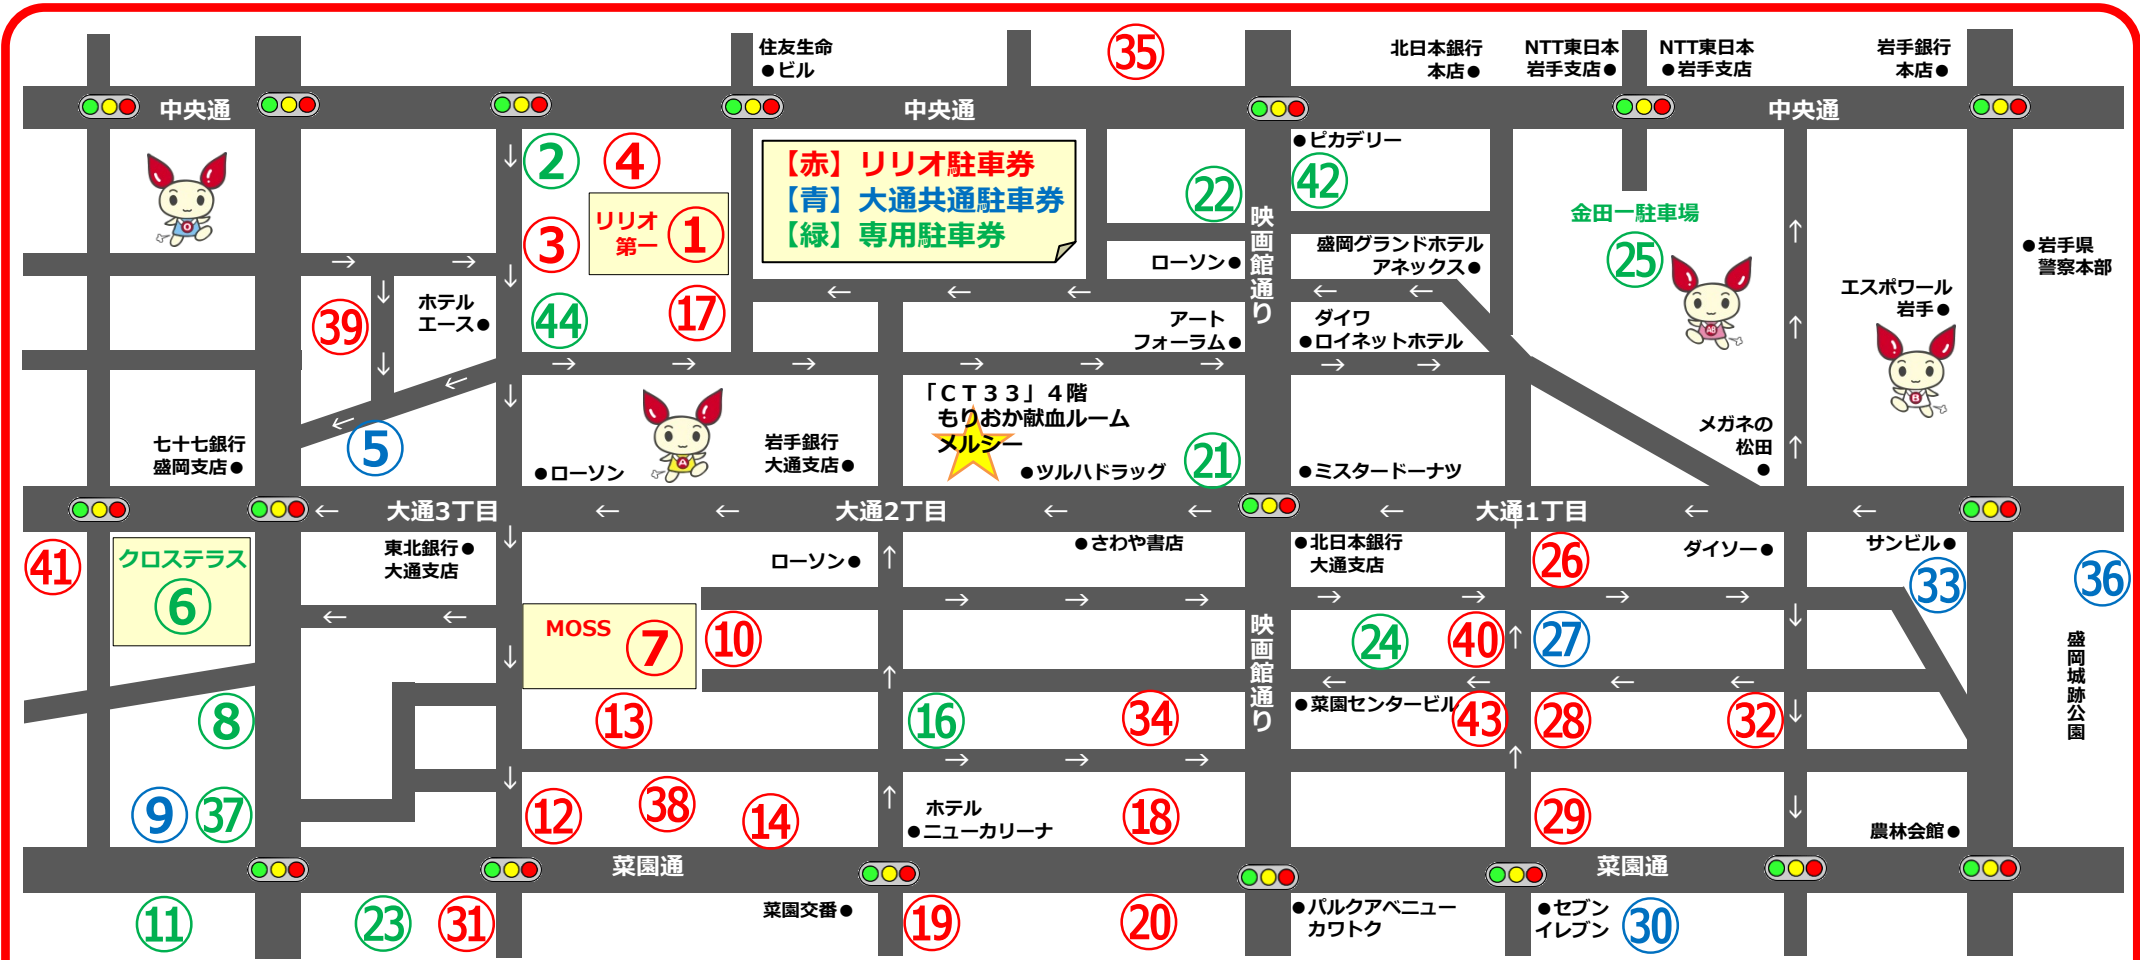 住友生命
●ビル
35
北日本銀行
本店●
NTT東日本
岩手支店●
NTT東日本
●岩手支店
岩手銀行
本店●
中央通
中央通
中央通
2
4
リリオ
第一
1
3
【赤】リリオ駐車券
【青】大通共通駐車券
【緑】専用駐車券
22
●ピカデリー
42
映画館通り
金田一駐車場
25
盛岡グランドホテル
アネックス●
ローソン●
●岩手県
警察本部
→
→
↓
↓
↓
←
←
←
←
←
↑
39
ホテル
エース●
44
17
アート
フォーラム●
ダイワ
●ロイネットホテル
エスポワール
岩手●
O
AB
B
A
↑
↑
↓
←
←
↓
→
→
→
→
→
→
→
→
「CT33」4階
もりおか献血ルーム
メルシー
七十七銀行
盛岡支店●
5
●ローソン
岩手銀行
大通支店●
●ツルハドラッグ
21
●ミスタードーナツ
メガネの
松田
●
↑
← 大通3丁目 ← ← 大通2丁目 ← ← ← 大通1丁目 ← ←
↑
41
クロステラス
6
東北銀行●
大通支店
↓
ローソン●
↑
●さわや書店
●北日本銀行
大通支店
26
ダイソー●
サンビル●
33
36
← ←
→ → → → → → →
MOSS
7
10
映画館通り
24
40
↑
27
↓
盛岡城跡公園
↓
↑
← ← ← ←
8
13
16
34
●菜園センタービル
43
28
32
↓
→ → →
↑
9
37
↓
12
38
14
↑
ホテル
●ニューカリーナ
18
29
↓
農林会館●
菜園通
菜園通
11
23
31
菜園交番●
19
20
●パルクアベニュー
カワトク
●セブン
イレブン
30